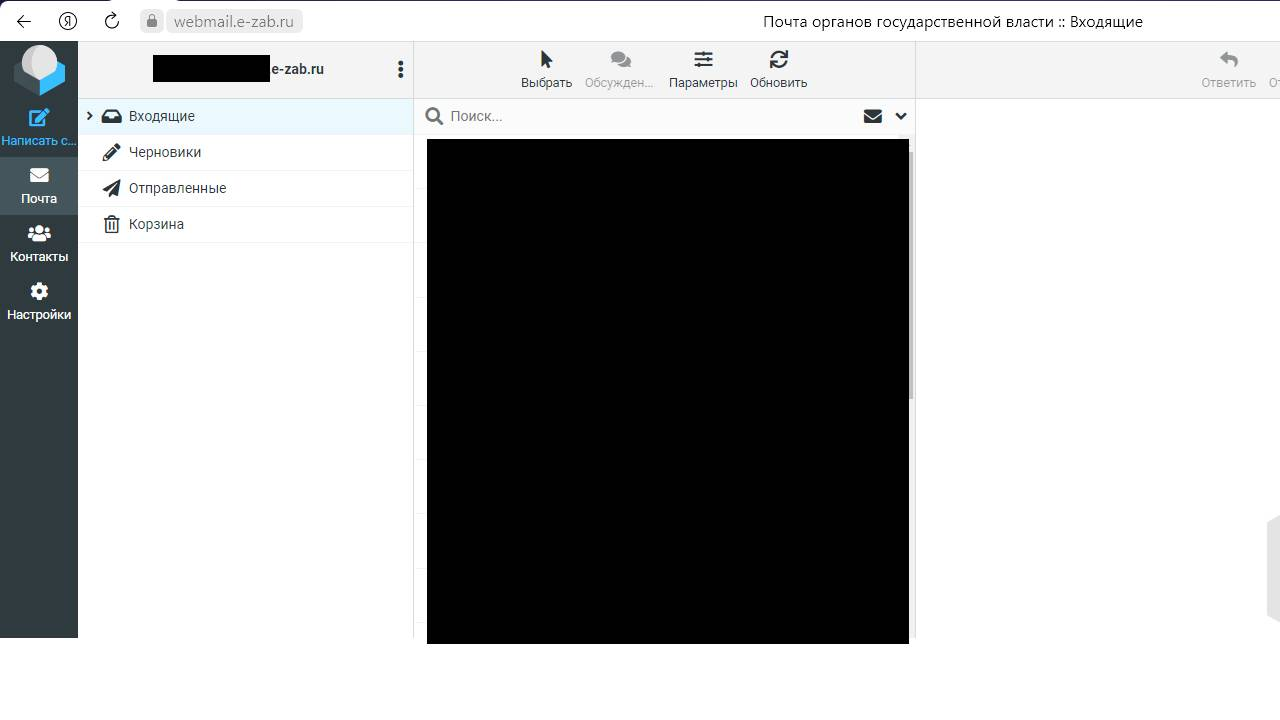 webmail.e-zab.ru
Почта органов государственной власти :: Входящие
e-zab.ru
Выбрать
Обсужден...
Параметры
Обновить
Ответить
От
Написать с...
Почта
Контакты
Настройки
Входящие
Черновики
Отправленные
Корзина
Поиск...